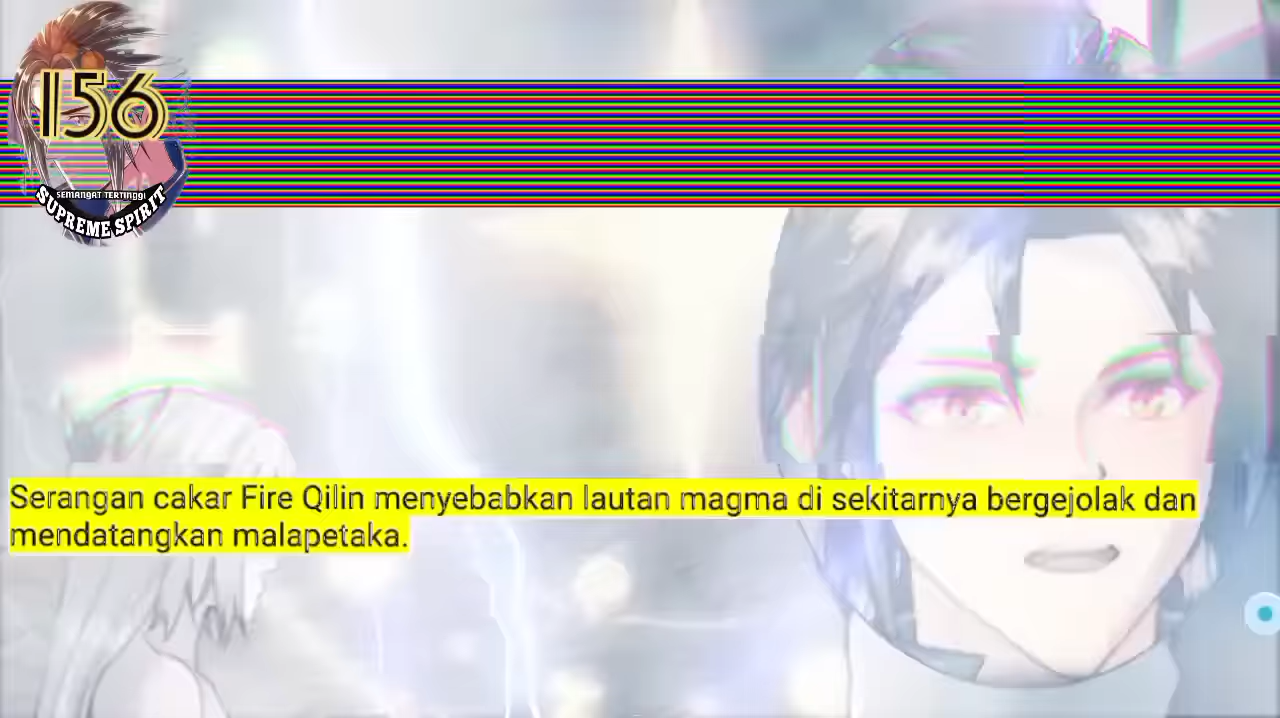 156
SEMANGAT TERTINGGI
SUPREME SPIRIT
Serangan cakar Fire Qilin menyebabkan lautan magma di sekitarnya bergejolak dan
mendatangkan malapetaka.